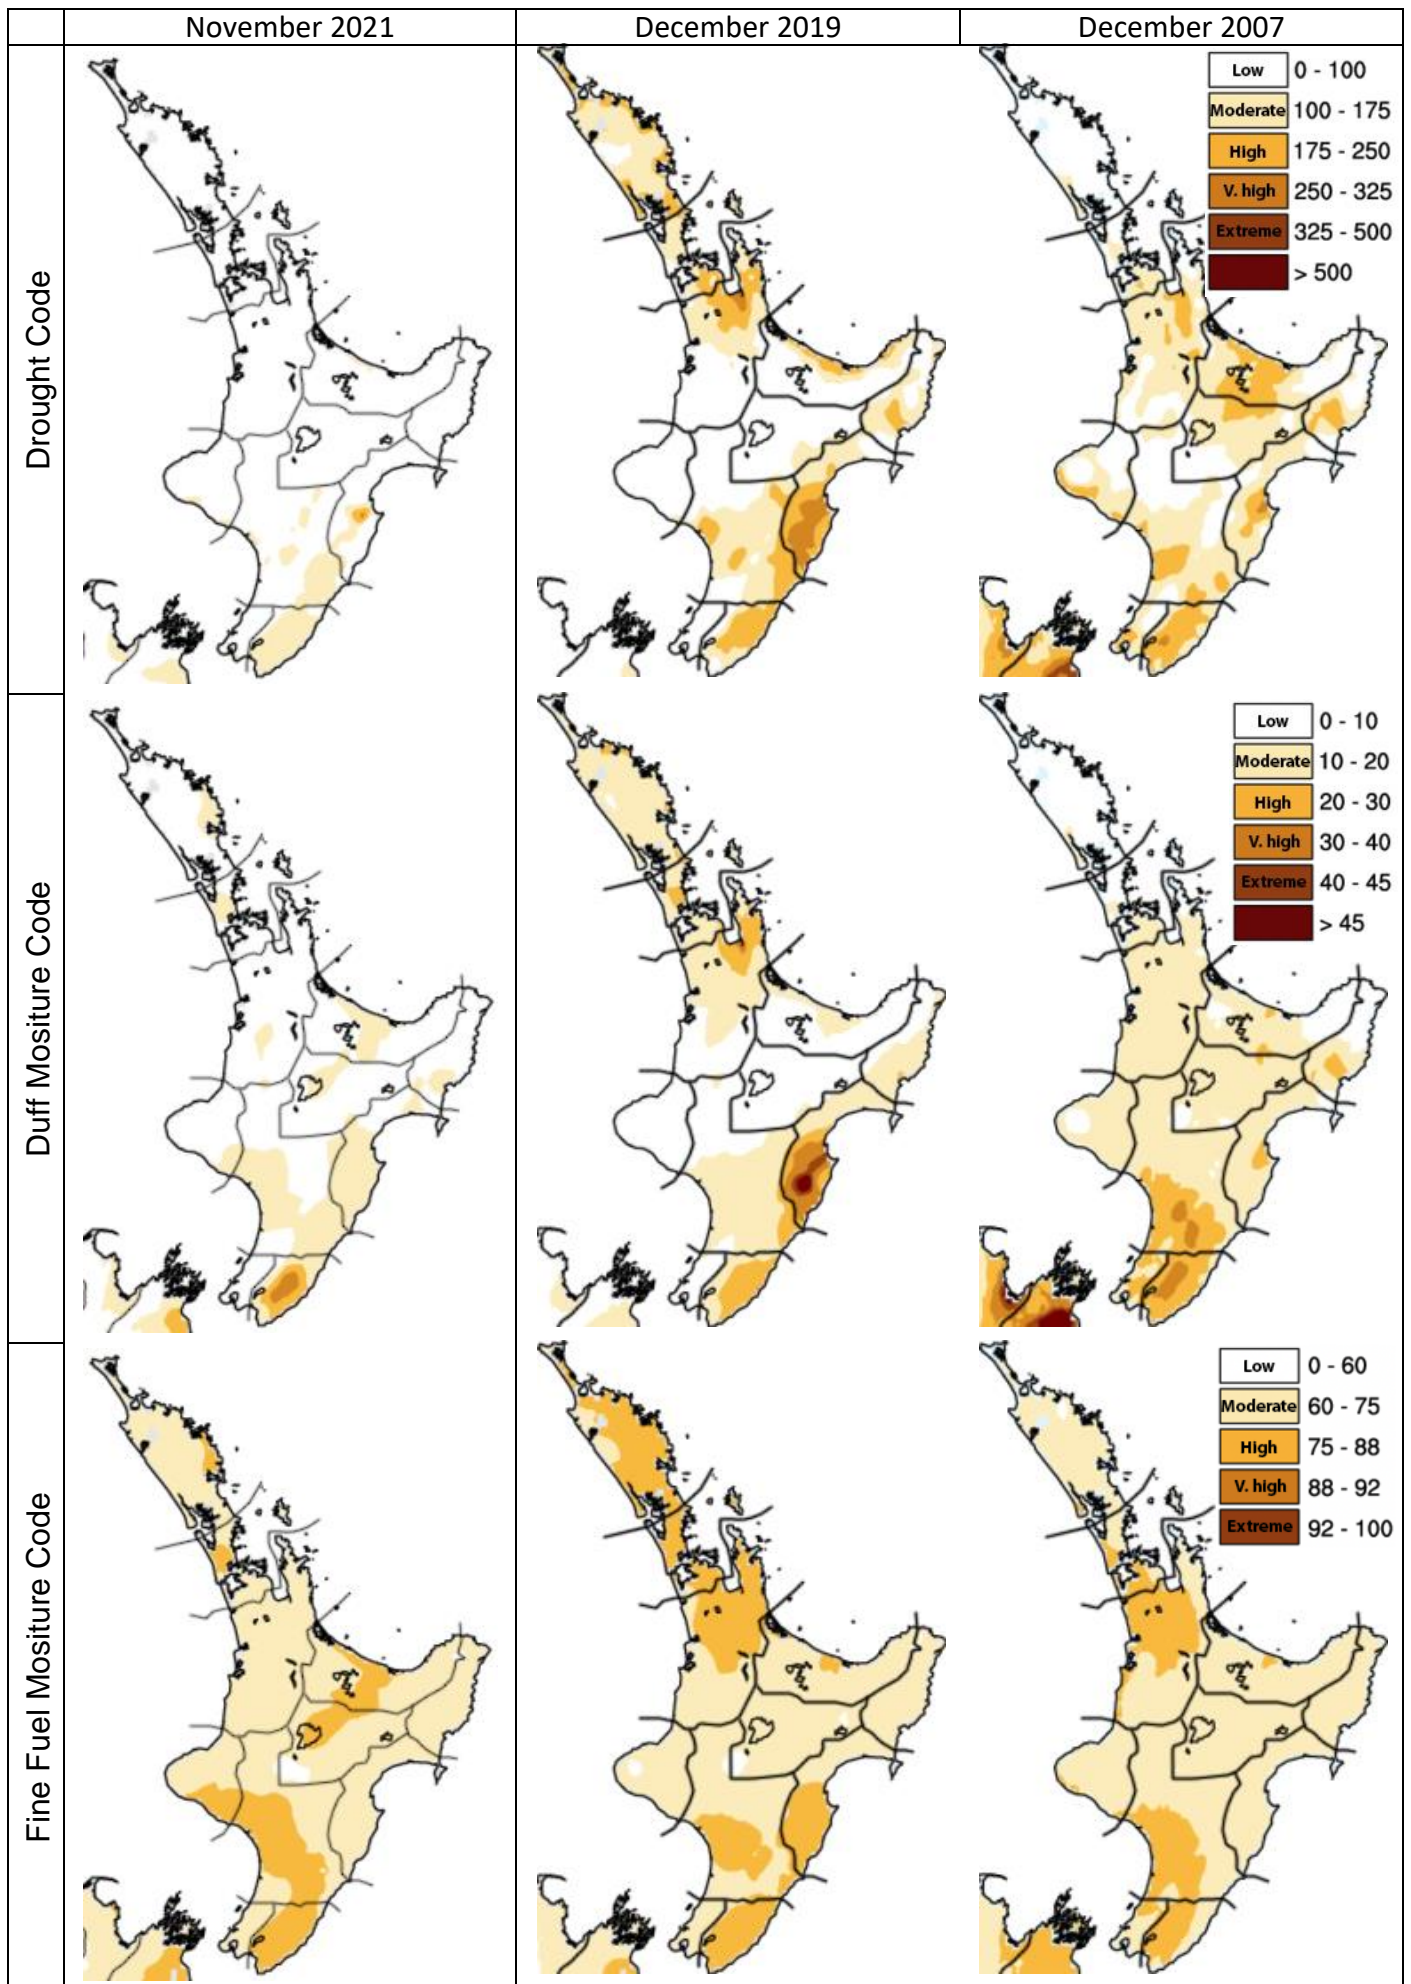 November 2021 December 2019 December 2007
Drought Code
Low 0 - 100
Moderate 100 - 175
High 175 - 250
V. high 250 - 325
Extreme 325 - 500
> 500
Duff Mositure Code
Low 0 - 10
Moderate 10 - 20
High 20 - 30
V. high 30 - 40
Extreme 40 - 45
> 45
Fine Fuel Mositure Code
Low 0 - 60
Moderate 60 - 75
High 75 - 88
V. high 88 - 92
Extreme 92 - 100